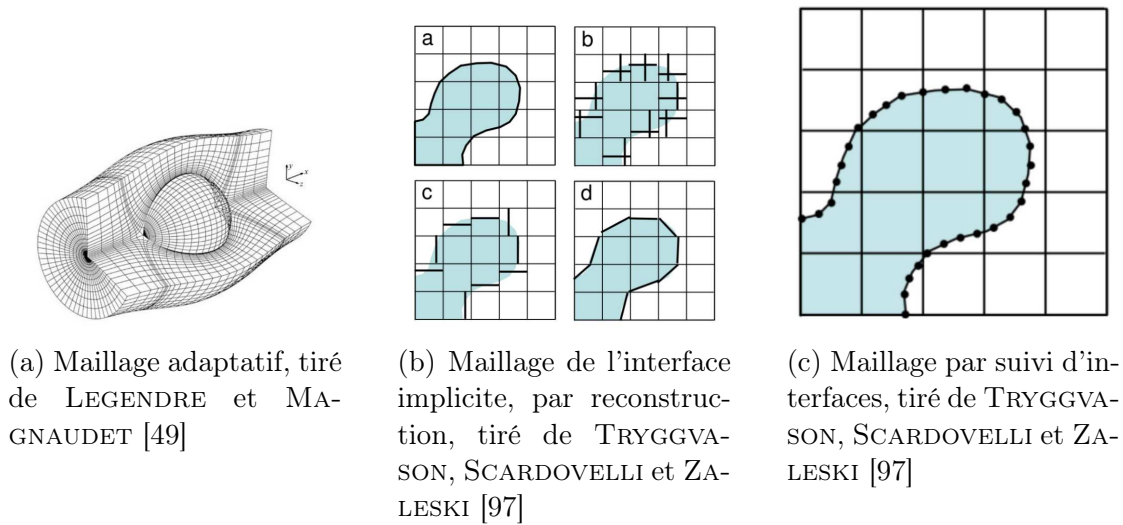 y
x
z
a
b
c
d
(a) Maillage adaptatif, tiré
de LEGENDRE et MA-
GNAUDET [49]
(b) Maillage de l'interface
implicite, par reconstruc-
tion, tiré de TRYGGVA-
SON, SCARDOVELLI et ZA-
LESKI [97]
(c) Maillage par suivi d'in-
terfaces, tiré de TRYGGVA-
SON, SCARDOVELLI et ZA-
LESKI [97]